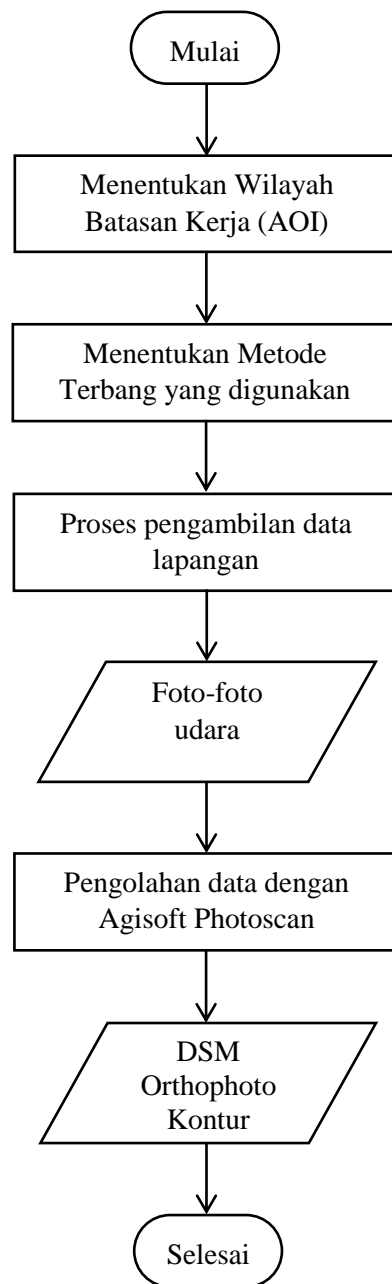 Mulai
Menentukan Wilayah
Batasan Kerja (AOI)
Menentukan Metode
Terbang yang digunakan
Proses pengambilan data
lapangan
Foto-foto
udara
Pengolahan data dengan
Agisoft Photoscan
DSM
Orthophoto
Kontur
Selesai